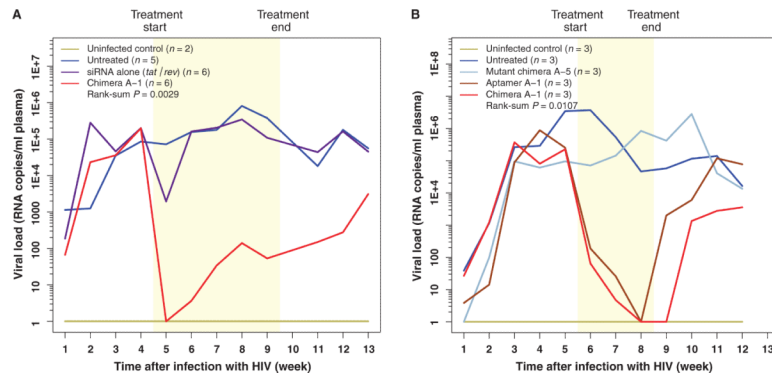 A
Treatment start
Treatment end
Uninfected control (n = 2)
Untreated (n = 5)
siRNA alone (tat / rev) (n = 6)
Chimera A-1 (n = 6)
Rank-sum P = 0.0029
Viral load (RNA copies/ml plasma)
1E+7
1E+6
1E+5
1E+4
1000
100
10
1
1 2 3 4 5 6 7 8 9 10 11 12 13
Time after infection with HIV (week)
B
Treatment start
Treatment end
Uninfected control (n = 3)
Untreated (n = 3)
Mutant chimera A-5 (n = 3)
Aptamer A-1 (n = 3)
Chimera A-1 (n = 3)
Rank-sum P = 0.0107
Viral load (RNA copies/ml plasma)
1E+8
1E+6
1E+4
1000
100
10
1
1 2 3 4 5 6 7 8 9 10 11 12 13
Time after infection with HIV (week)